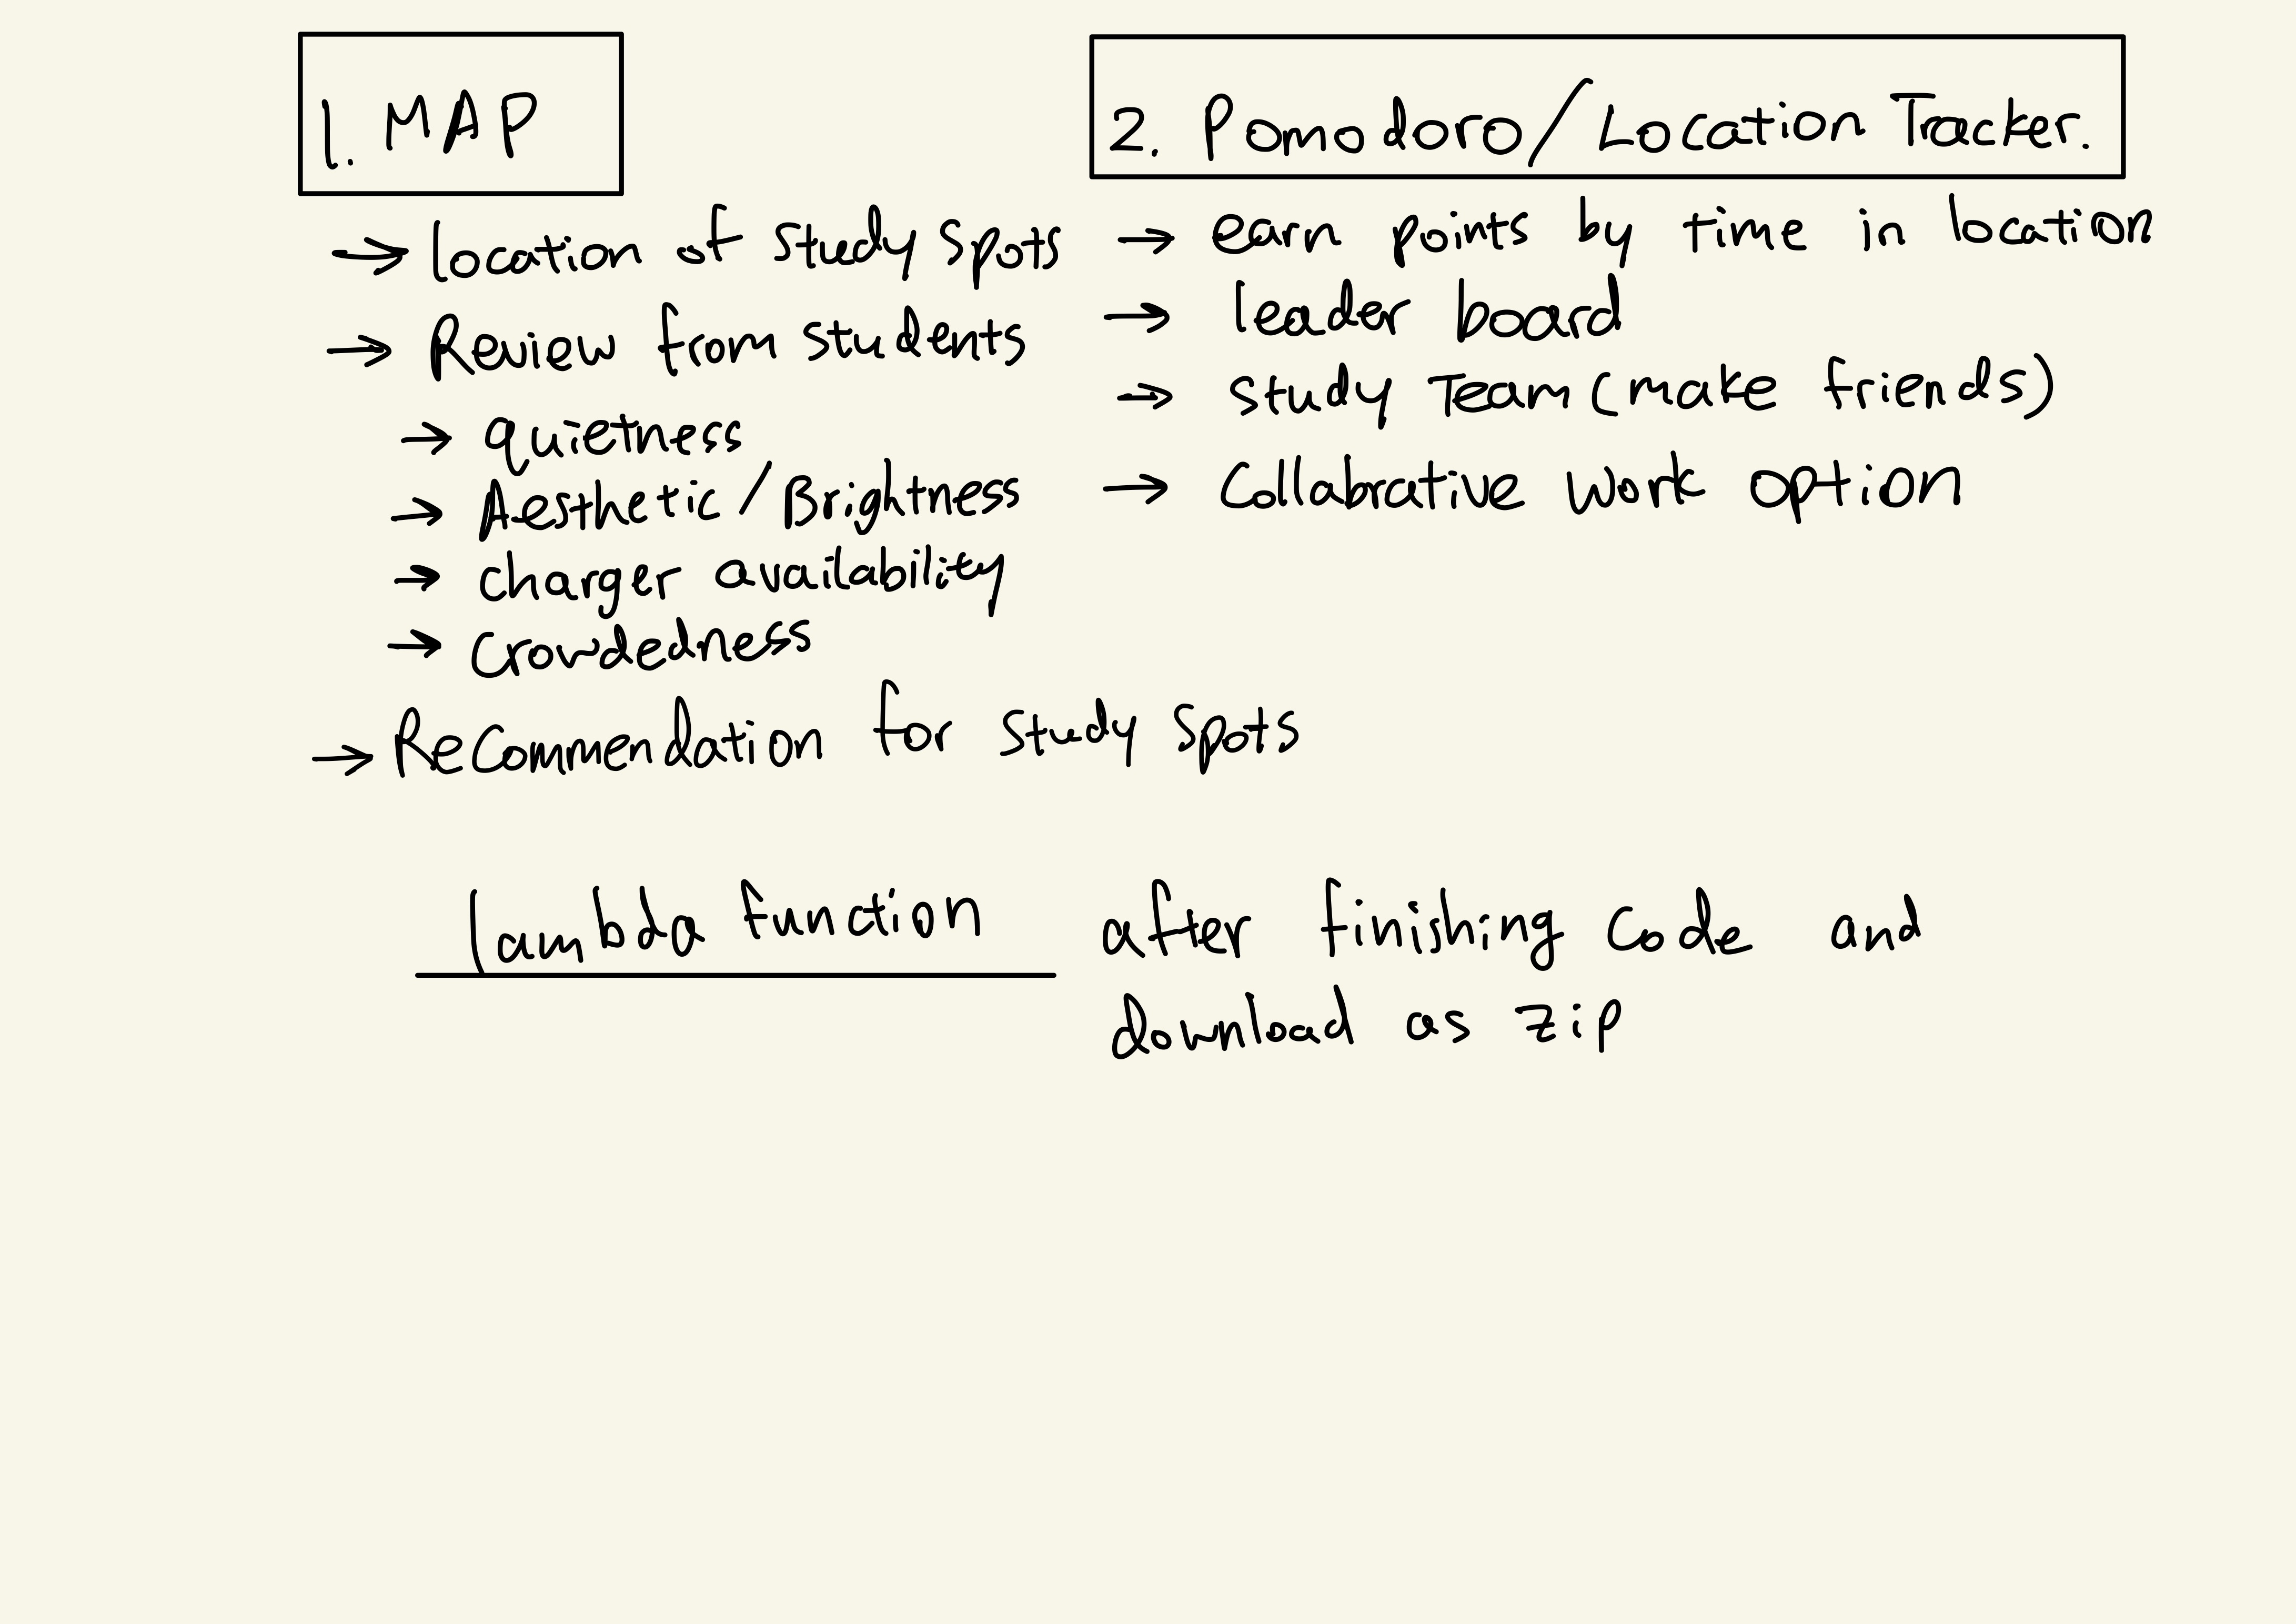 1. MAP
→ location of study spots
→ Review from students
→ quietness
→ Aesthetic / Brightness
→ charger availability
→ crowdedness
→ Recommendation for study spots
2. Pomodoro/Location Tracker.
→ earn points by time in location
→ leader board
→ study Team (make friends)
→ Collabrative work option
lambda function after finishing code and
download as zip